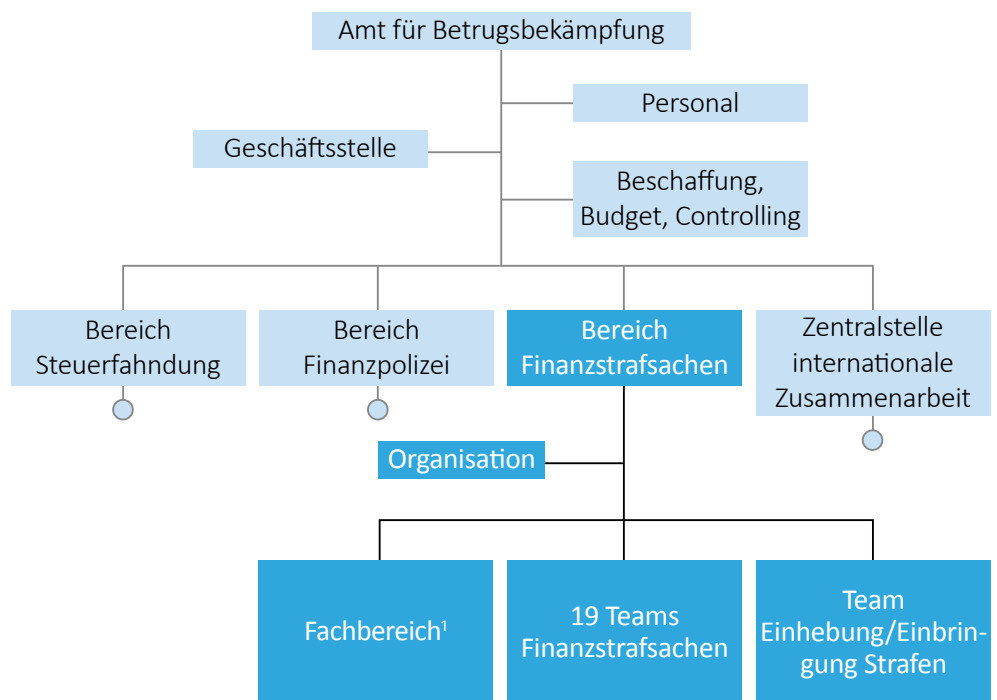 Amt für Betrugsbekämpfung
Personal
Geschäftsstelle
Beschaffung,
Budget, Controlling
Bereich
Steuerfahndung
Bereich
Finanzpolizei
Bereich
Finanzstrafsachen
Zentralstelle
internationale
Zusammenarbeit
Organisation
Fachbereich¹
19 Teams
Finanzstrafsachen
Team
Einhebung/Einbrin-
gung Strafen